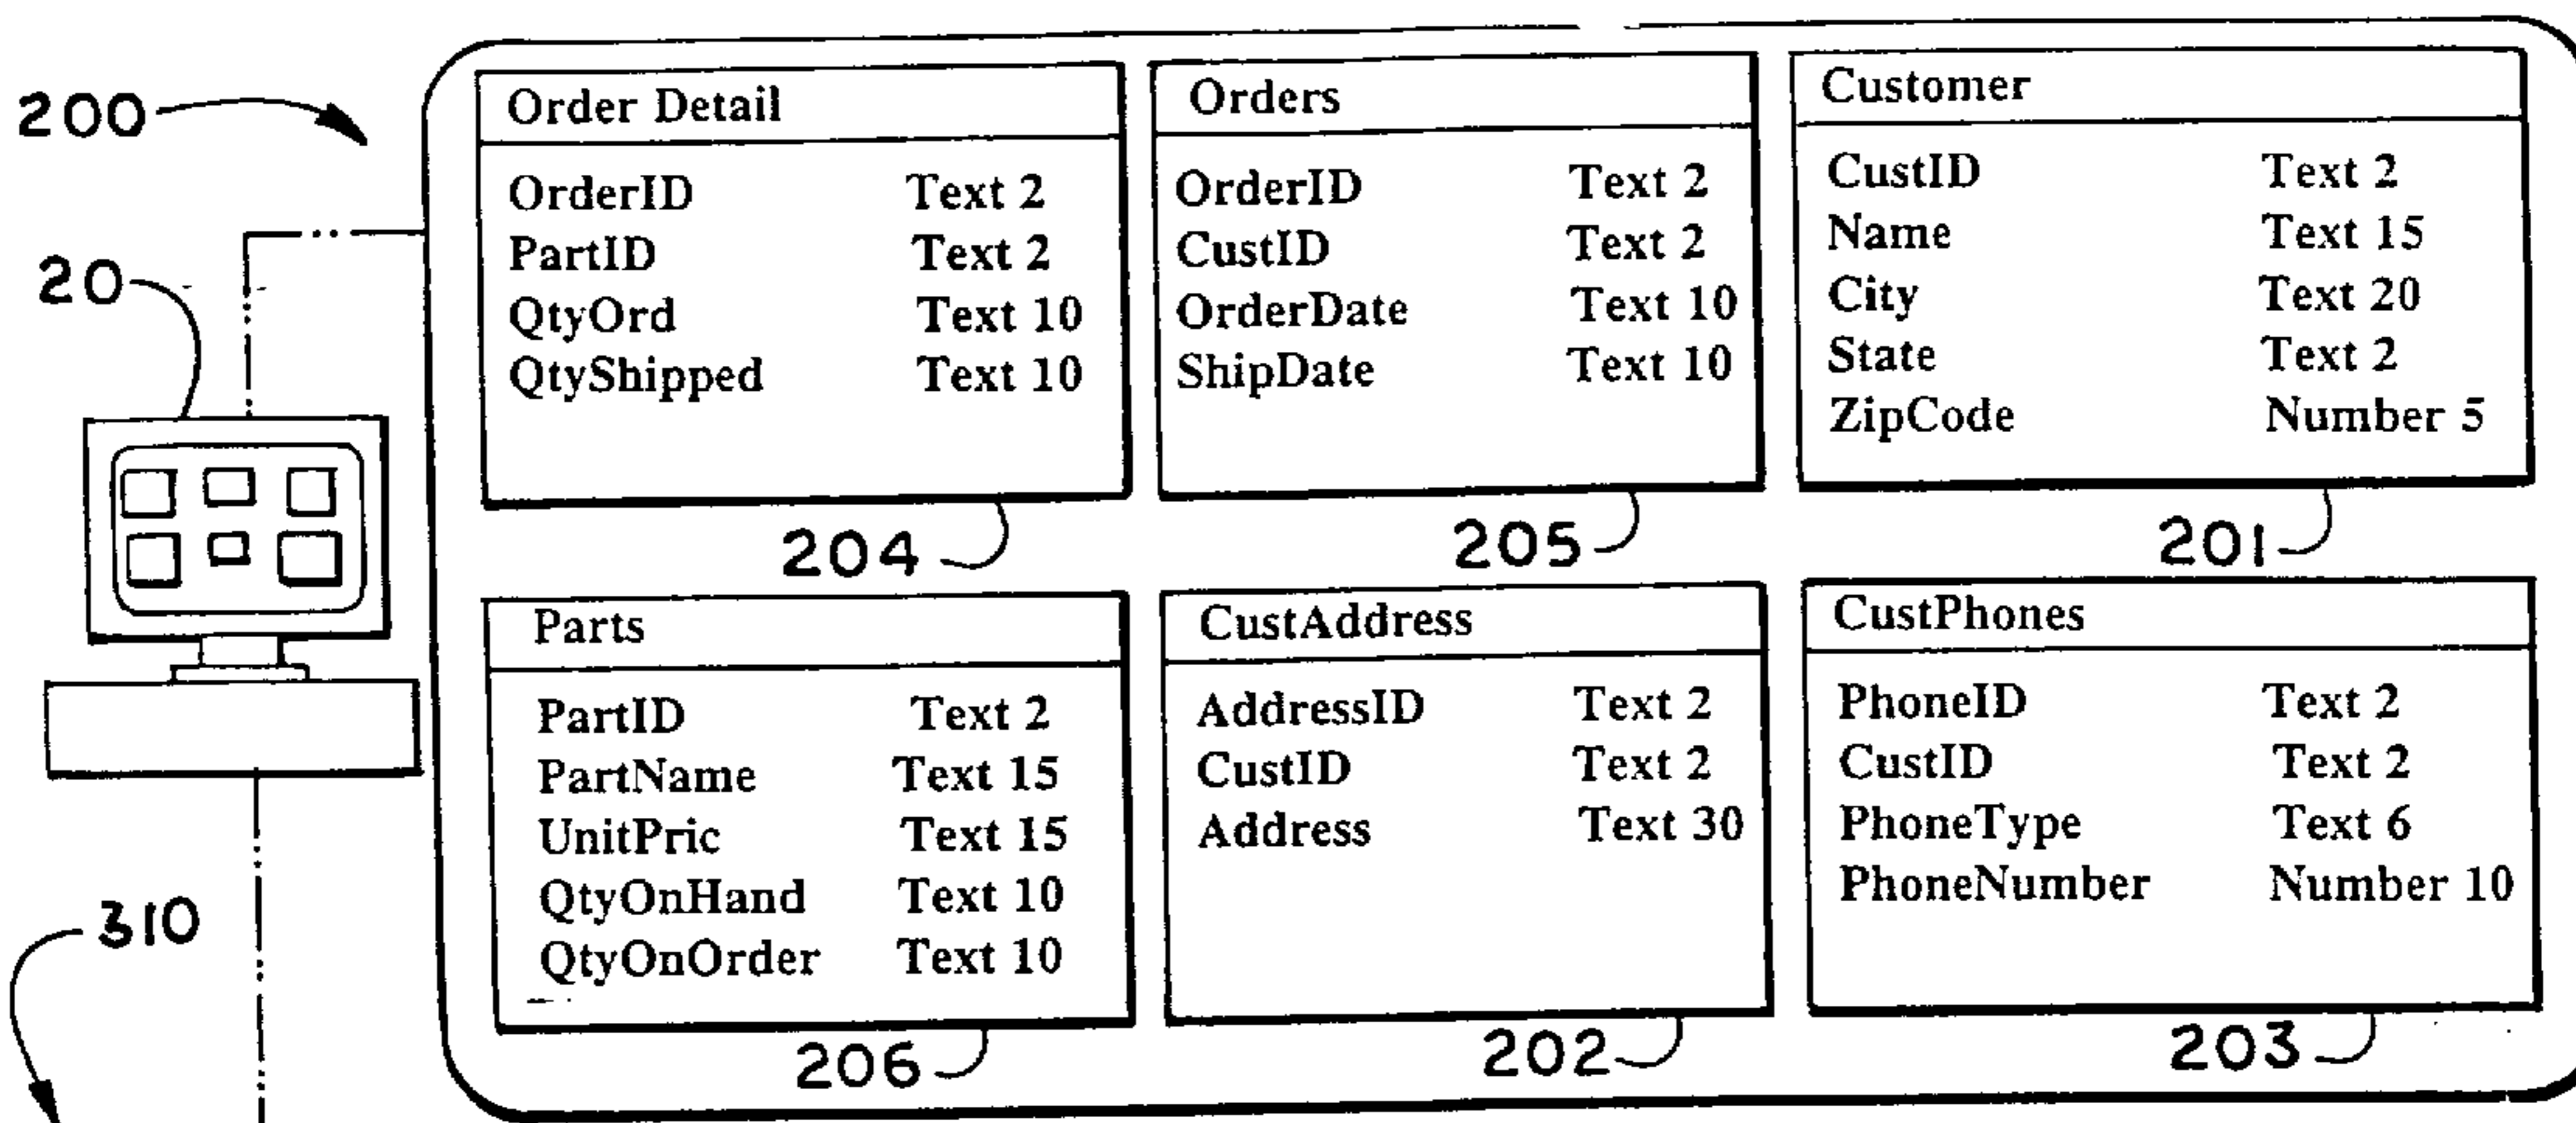 200
20
310
Order Detail
OrderID Text 2
PartID Text 2
QtyOrd Text 10
QtyShipped Text 10
204
Orders
OrderID Text 2
CustID Text 2
OrderDate Text 10
ShipDate Text 10
205
Customer
CustID Text 2
Name Text 15
City Text 20
State Text 2
ZipCode Number 5
201
Parts
PartID Text 2
PartName Text 15
UnitPric Text 15
QtyOnHand Text 10
QtyOnOrder Text 10
206
CustAddress
AddressID Text 2
CustID Text 2
Address Text 30
202
CustPhones
PhoneID Text 2
CustID Text 2
PhoneType Text 6
PhoneNumber Number 10
203